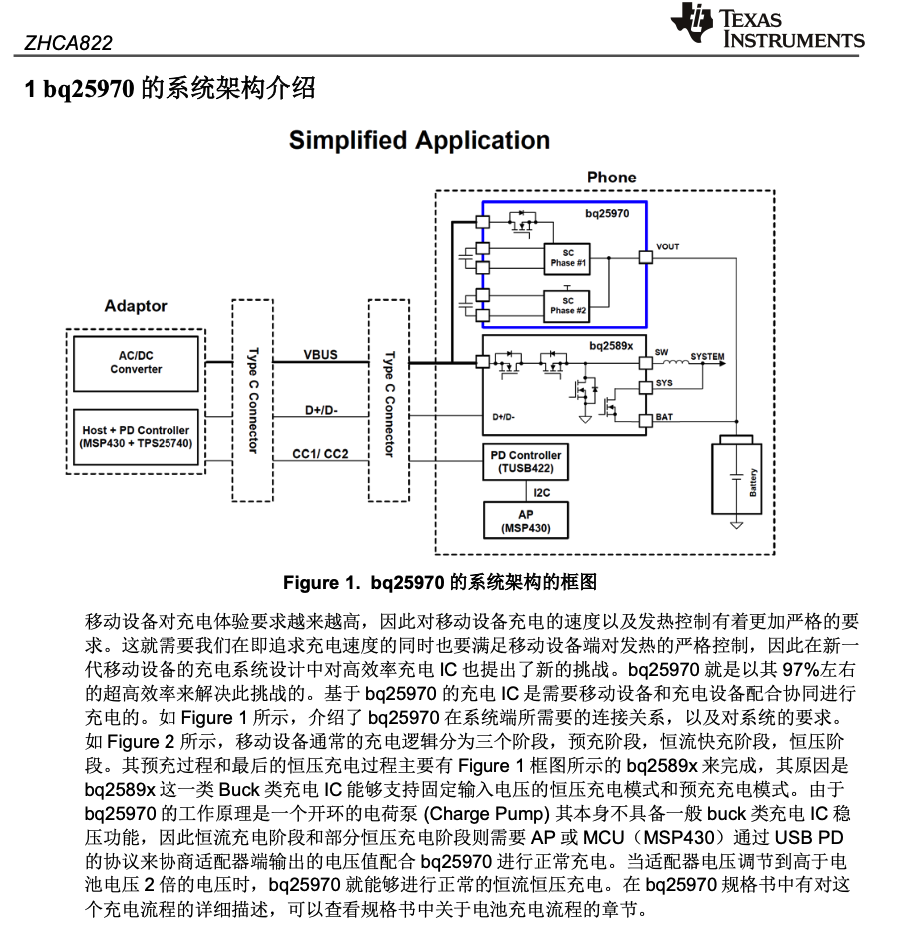 ZHCA822
TEXAS
INSTRUMENTS
1 bq25970 的系统架构介绍
Simplified Application
Phone
bq25970
SC
Phase #1
VOUT
SC
Phase #2
Adaptor
AC/DC
Converter
Host + PD Controller
(MSP430 + TPS25740)
Type C Connector
VBUS
D+/D-
CC1/ CC2
Type C Connector
bq2589x
SW
SYSTEM
SYS
BAT
D+/D-
PD Controller
(TUSB422)
I2C
AP
(MSP430)
Battery
Figure 1. bq25970 的系统架构的框图
移动设备对充电体验要求越来越高，因此对移动设备充电的速度以及发热控制有着更加严格的要
求。这就需要我们在即追求充电速度的同时也要满足移动设备端对发热的严格控制，因此在新一
代移动设备的充电系统设计中对高效率充电 IC 也提出了新的挑战。bq25970 就是以其 97%左右
的超高效率来解决此挑战的。基于 bq25970 的充电 IC 是需要移动设备和充电设备配合协同进行
充电的。如 Figure 1 所示，介绍了 bq25970 在系统端所需要的连接关系，以及对系统的要求。
如 Figure 2 所示，移动设备通常的充电逻辑分为三个阶段，预充阶段，恒流快充阶段，恒压阶
段。其预充过程和最后的恒压充电过程主要有 Figure 1 框图所示的 bq2589x 来完成，其原因是
bq2589x 这一类 Buck 类充电 IC 能够支持固定输入电压的恒压充电模式和预充充电模式。由于
bq25970 的工作原理是一个开环的电荷泵 (Charge Pump) 其本身不具备一般 buck 类充电 IC 稳
压功能，因此恒流充电阶段和部分恒压充电阶段则需要 AP 或 MCU（MSP430）通过 USB PD
的协议来协商适配器端输出的电压值配合 bq25970 进行正常充电。当适配器电压调节到高于电
池电压 2 倍的电压时，bq25970 就能够进行正常的恒流恒压充电。在 bq25970 规格书中有对这
个充电流程的详细描述，可以查看规格书中关于电池充电流程的章节。